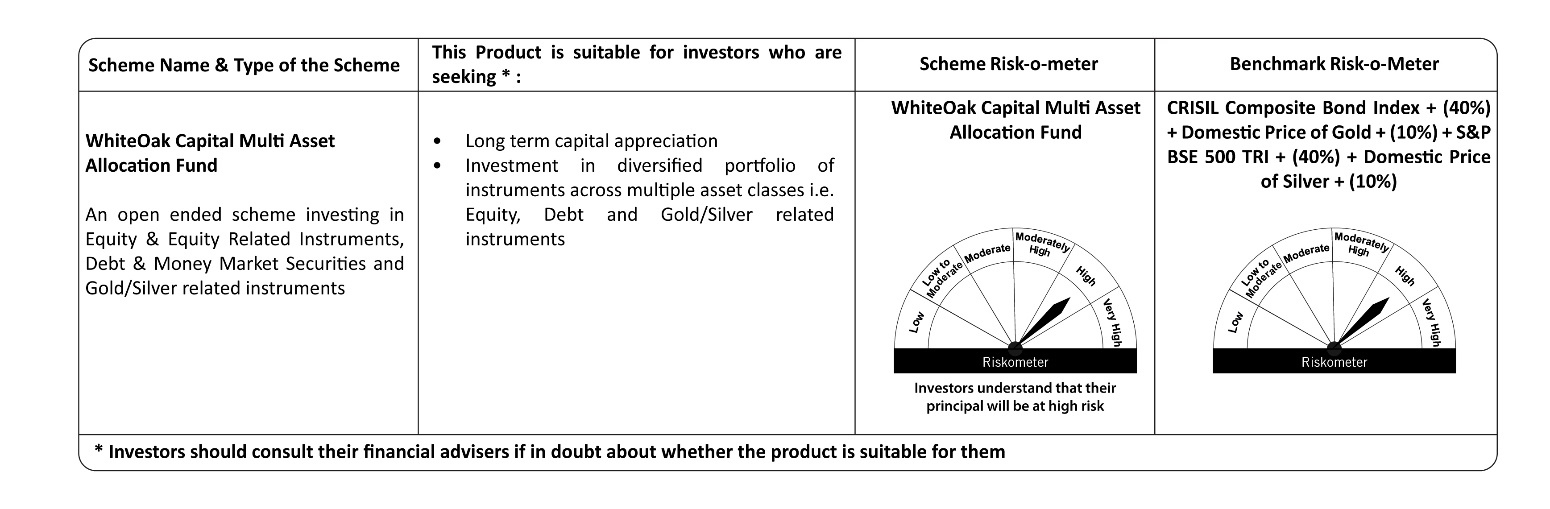 Scheme Name & Type of the Scheme
This Product is suitable for investors who are
seeking * :
Scheme Risk-o-meter
Benchmark Risk-o-Meter
WhiteOak Capital Multi Asset
Allocation Fund
An open ended scheme investing in
Equity & Equity Related Instruments,
Debt & Money Market Securities and
Gold/Silver related instruments
• Long term capital appreciation
• Investment in diversified portfolio of
instruments across multiple asset classes i.e.
Equity, Debt and Gold/Silver related
instruments
WhiteOak Capital Multi Asset
Allocation Fund
Low
Low to
Moderate
Moderate
Moderately
High
High
Very High
Riskometer
Investors understand that their
principal will be at high risk
CRISIL Composite Bond Index + (40%)
+ Domestic Price of Gold + (10%) + S&P
BSE 500 TRI + (40%) + Domestic Price
of Silver + (10%)
Low
Low to
Moderate
Moderate
Moderately
High
High
Very High
Riskometer
* Investors should consult their financial advisers if in doubt about whether the product is suitable for them